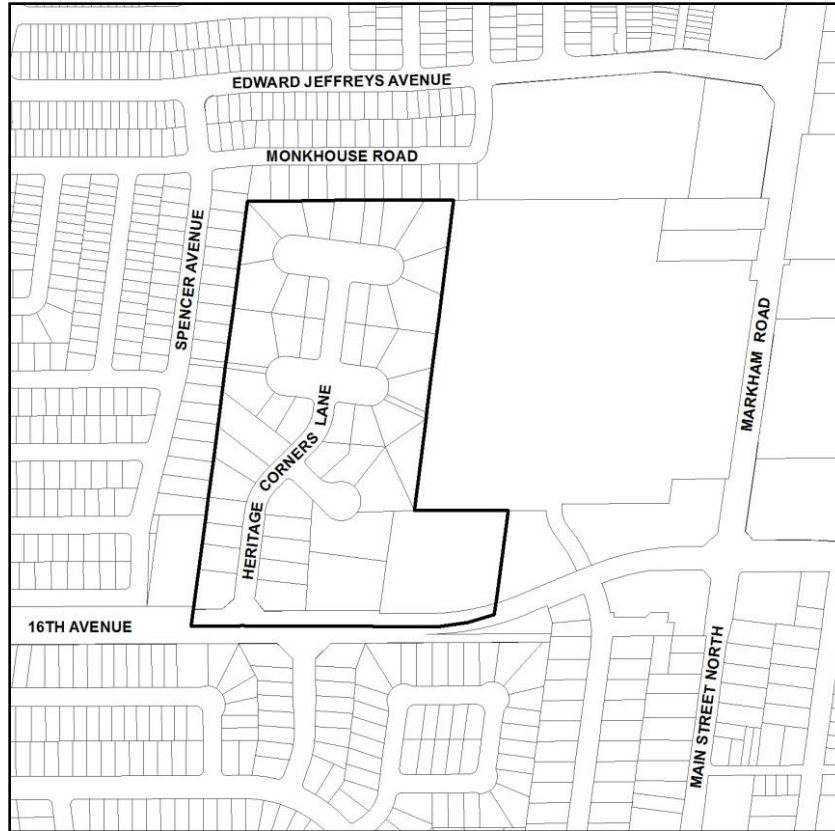 EDWARD JEFFREYS AVENUE
MONKHOUSE ROAD
SPENCER AVENUE
MARKHAM ROAD
HERITAGE CORNERS LANE
16TH AVENUE
MAIN STREET NORTH